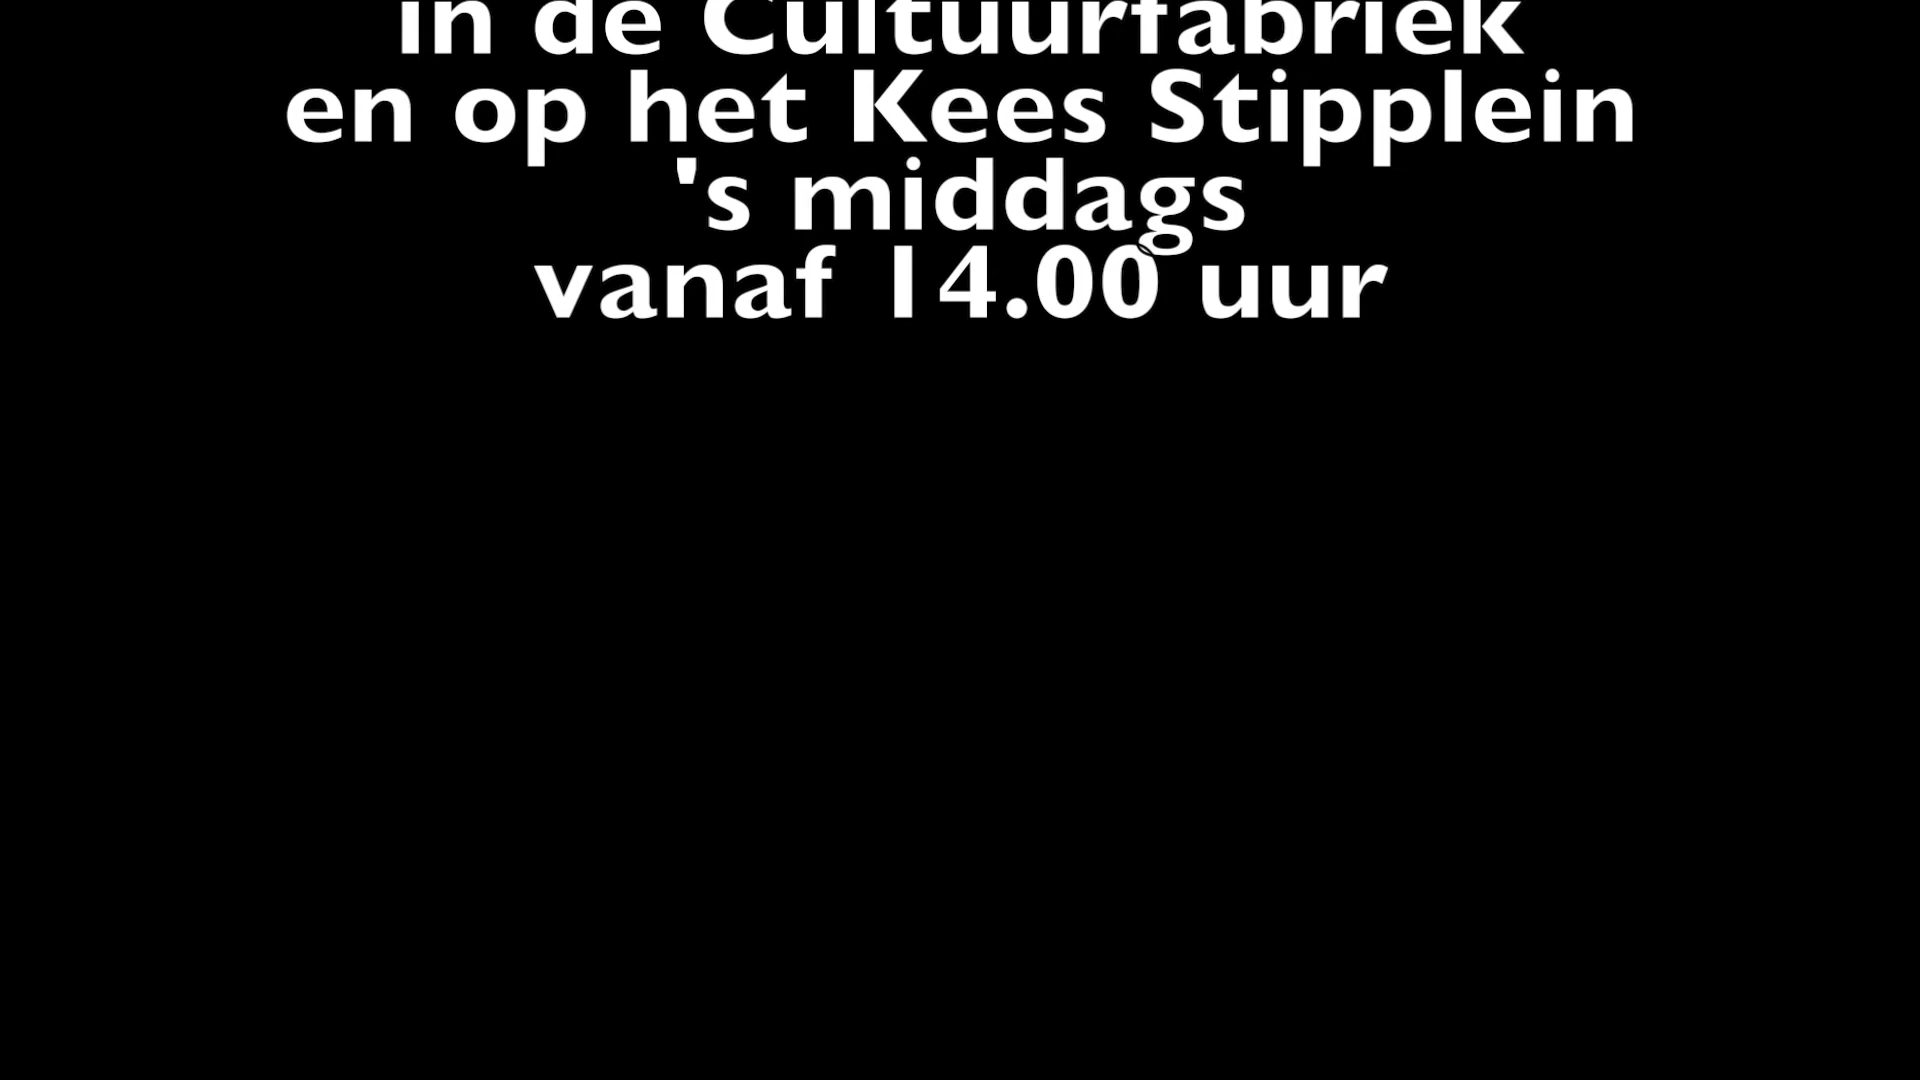 in de Cultuurfabriek
en op het Kees Stipplein
's middags
vanaf 14.00 uur